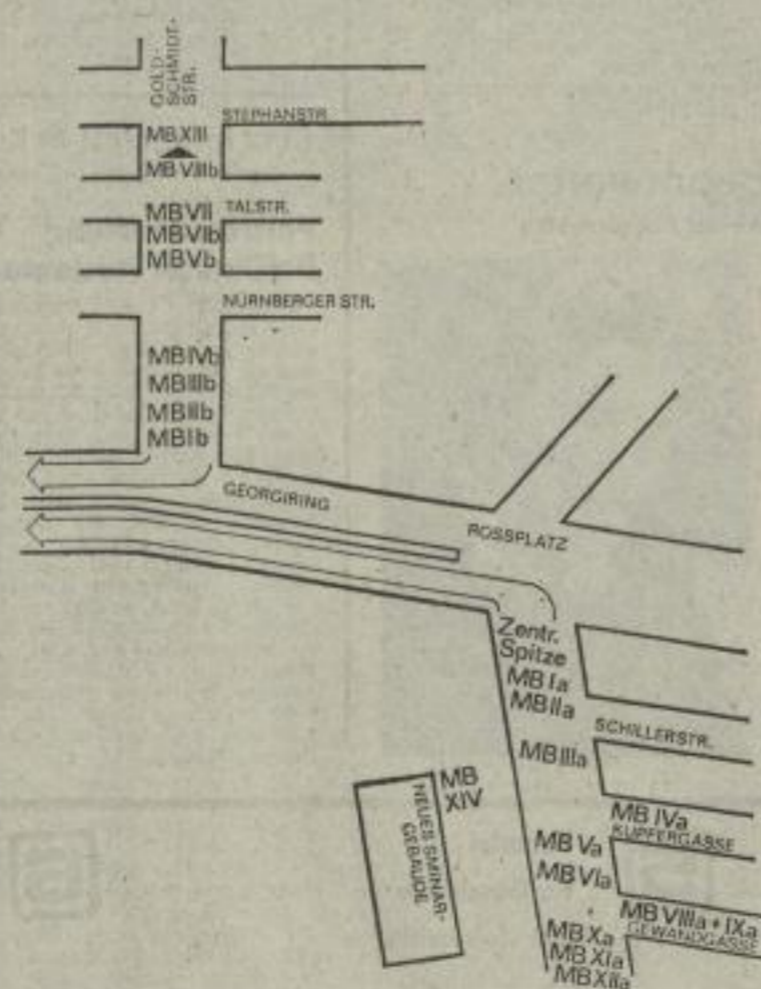 GOLD-
SCHMIDT-
STR.
STEPHANSTR.
MB XIII
MB VIIIb
MB VII
TALSTR.
MB VIb
MB Vb
NÜRNBERGER STR.
MB IVb
MB IIIb
MB IIb
MB Ib
GEORGIRING
ROSSPLATZ
Zentr.
Spitze
MB Ia
MB IIa
SCHILLERSTR.
MB IIIa
MB
XIV
NEUES SMINAR-
GEBÄUDE
MB IVa
KUPFERGASSE
MB Va
MB VIa
MB VIIIa + IXa
GEWANDGASSE
MB Xa
MB XIa
MB XIIa